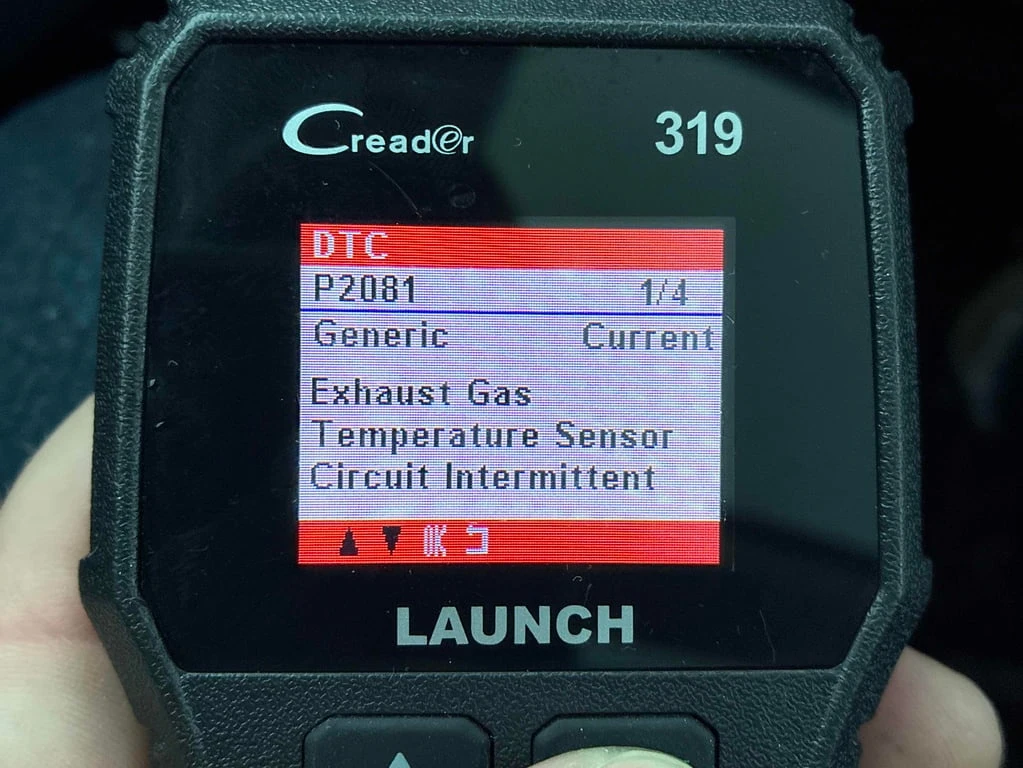 Creader 319
DTC
P2081 1/4
Generic Current
Exhaust Gas
Temperature Sensor
Circuit Intermittent
OK
LAUNCH